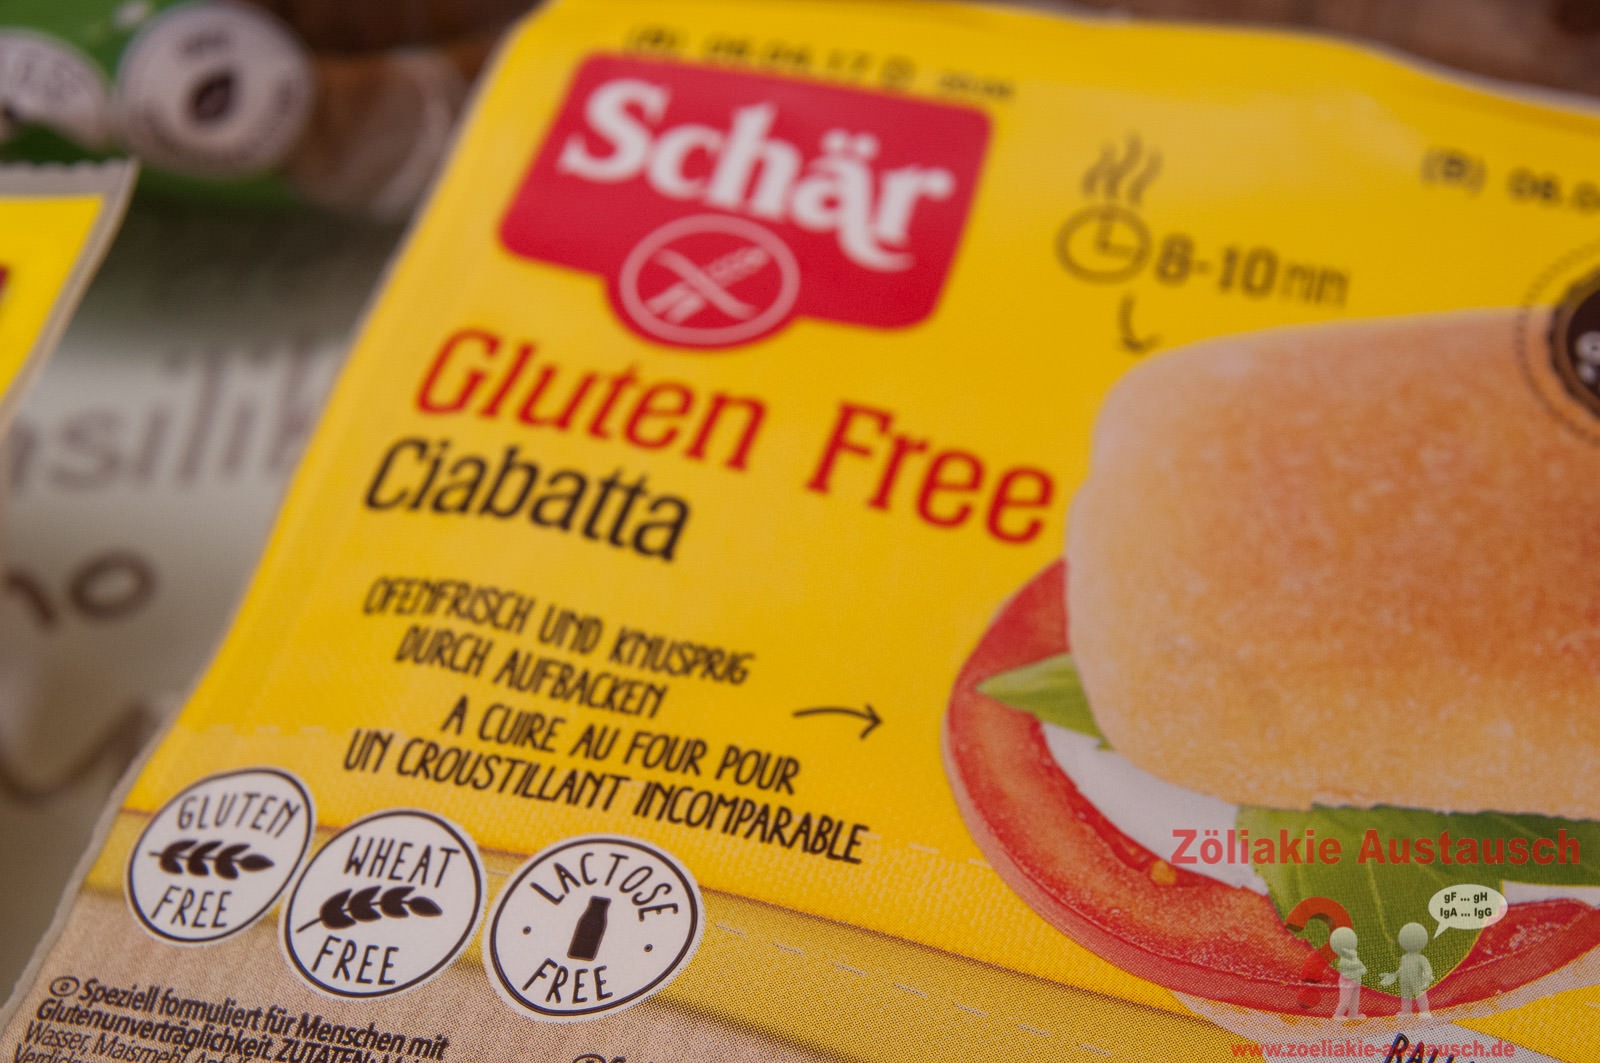 Schär
8-10 min
Gluten Free
Ciabatta
OFENFRISCH UND KNUSPRIG
DURCH AUFBACKEN
A CUIRE AU FOUR POUR
UN CROUSTILLANT INCOMPARABLE
GLUTEN
FREE
WHEAT
FREE
LACTOSE
FREE
D Speziell formuliert für Menschen mit
Glutenunverträglichkeit ZUTATEN:
Wasser, Maismehl,
Zöliakie Austausch
gF ... gH
IgA ... IgG
www.zoeliakie-austausch.de